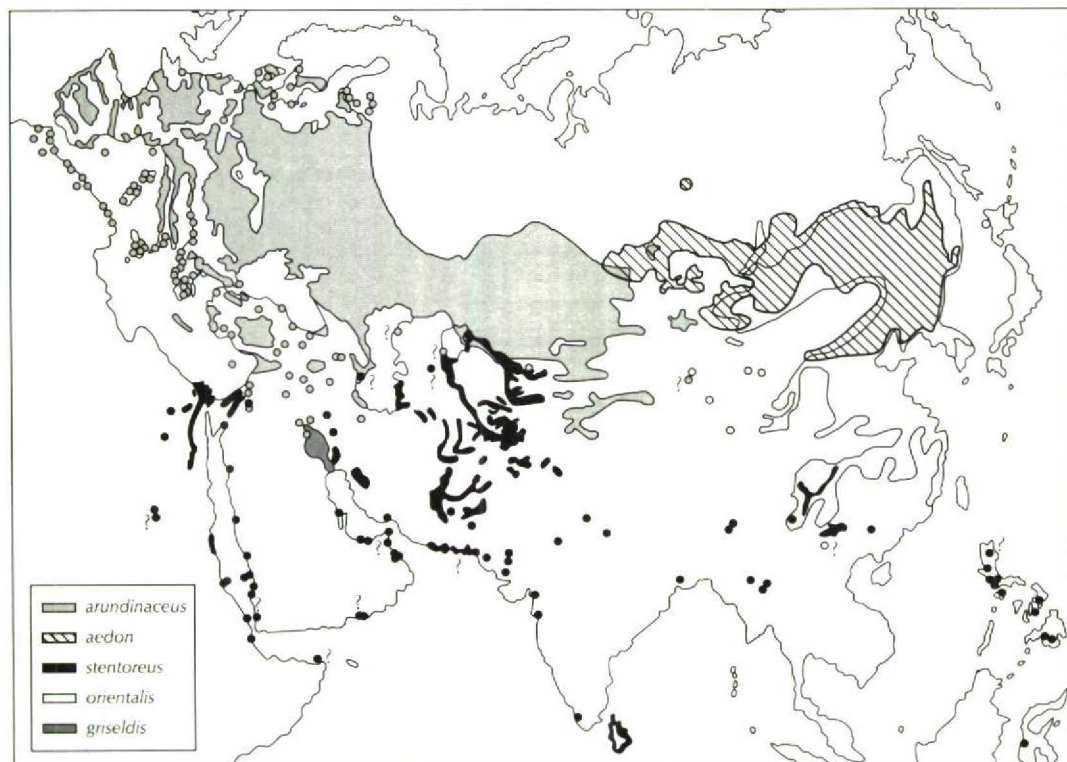 ?
?
?
?
?
?
?
?
?
?
?
arundinaceus
aedon
stentoreus
orientalis
griseldis